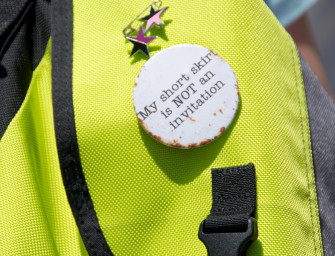 My short skirt
is NOT an
invitation